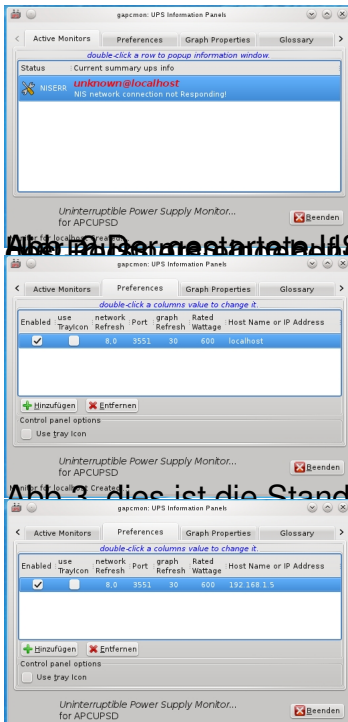 gapcmon: UPS Information Panels
Active Monitors Preferences Graph Properties Glossary
double-click a row to popup information window.
Status Current summary ups info
NISERR unknown@localhost
NIS network connection not Responding!
Uninterruptible Power Supply Monitor...
for APCUPSD
Beenden
gapcmon: UPS Information Panels
Active Monitors Preferences Graph Properties Glossary
double-click a columns value to change it.
Enabled use TrayIcon network Refresh Port graph Refresh Rated Wattage Host Name or IP Address
8,0 3551 30 600 localhost
Hinzufügen Entfernen
Control panel options
Use tray Icon
Uninterruptible Power Supply Monitor...
for APCUPSD
Beenden
Monitor for localhost Created
Abb 3, dies ist die Stand
gapcmon: UPS Information Panels
Active Monitors Preferences Graph Properties Glossary
double-click a columns value to change it.
Enabled use TrayIcon network Refresh Port graph Refresh Rated Wattage Host Name or IP Address
8,0 3551 30 600 192.168.1.5
Hinzufügen Entfernen
Control panel options
Use tray Icon
Uninterruptible Power Supply Monitor...
for APCUPSD
Beenden